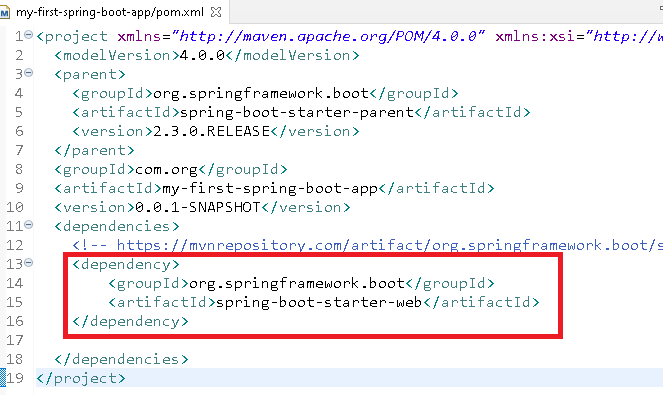 my-first-spring-boot-app/pom.xml
1 <project xmlns="http://maven.apache.org/POM/4.0.0" xmlns:xsi="http://w
2 <modelVersion>4.0.0</modelVersion>
3 <parent>
4 <groupId>org.springframework.boot</groupId>
5 <artifactId>spring-boot-starter-parent</artifactId>
6 <version>2.3.0.RELEASE</version>
7 </parent>
8 <groupId>com.org</groupId>
9 <artifactId>my-first-spring-boot-app</artifactId>
10 <version>0.0.1-SNAPSHOT</version>
11 <dependencies>
12 <!-- https://mvnrepository.com/artifact/org.springframework.boot/s
13 <dependency>
14 <groupId>org.springframework.boot</groupId>
15 <artifactId>spring-boot-starter-web</artifactId>
16 </dependency>
17
18 </dependencies>
19 </project>